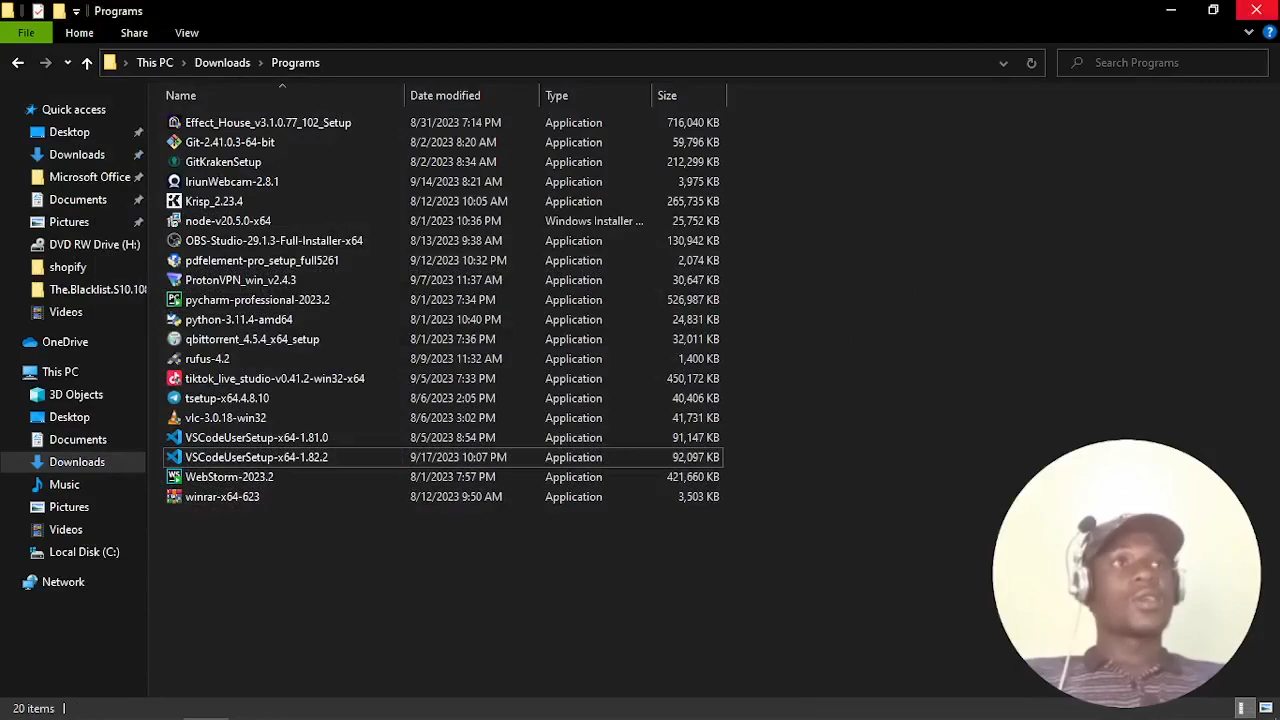 Programs
File Home Share View
This PC Downloads Programs Search Programs
Name Date modified Type Size
Quick access
Desktop
Downloads
Microsoft Office
Documents
Pictures
DVD RW Drive (H:)
shopify
The.Blacklist.S10.108
Videos
OneDrive
This PC
3D Objects
Desktop
Documents
Downloads
Music
Pictures
Videos
Local Disk (C:)
Network
Effect_House_v3.1.0.77_102_Setup 8/31/2023 7:14 PM Application 716,040 KB
Git-2.41.0.3-64-bit 8/2/2023 8:20 AM Application 59,796 KB
GitKrakenSetup 8/2/2023 8:34 AM Application 212,299 KB
IriunWebcam-2.8.1 9/14/2023 8:21 AM Application 3,975 KB
Krisp_2.23.4 8/12/2023 10:05 AM Application 265,735 KB
node-v20.5.0-x64 8/1/2023 10:36 PM Windows Installer ... 25,752 KB
OBS-Studio-29.1.3-Full-Installer-x64 8/13/2023 9:38 AM Application 130,942 KB
pdfelement-pro_setup_full5261 9/12/2023 10:32 PM Application 2,074 KB
ProtonVPN_win_v2.4.3 9/7/2023 11:37 AM Application 30,647 KB
pycharm-professional-2023.2 8/1/2023 7:34 PM Application 526,987 KB
python-3.11.4-amd64 8/1/2023 10:40 PM Application 24,831 KB
qbittorrent_4.5.4_x64_setup 8/1/2023 7:36 PM Application 32,011 KB
rufus-4.2 8/9/2023 11:32 AM Application 1,400 KB
tiktok_live_studio-v0.41.2-win32-x64 9/5/2023 7:33 PM Application 450,172 KB
tsetup-x64.4.8.10 8/6/2023 2:05 PM Application 40,406 KB
vlc-3.0.18-win32 8/6/2023 3:02 PM Application 41,731 KB
VSCodeUserSetup-x64-1.81.0 8/5/2023 8:54 PM Application 91,147 KB
VSCodeUserSetup-x64-1.82.2 9/17/2023 10:07 PM Application 92,097 KB
WebStorm-2023.2 8/1/2023 7:57 PM Application 421,660 KB
winrar-x64-623 8/12/2023 9:50 AM Application 3,503 KB
20 items